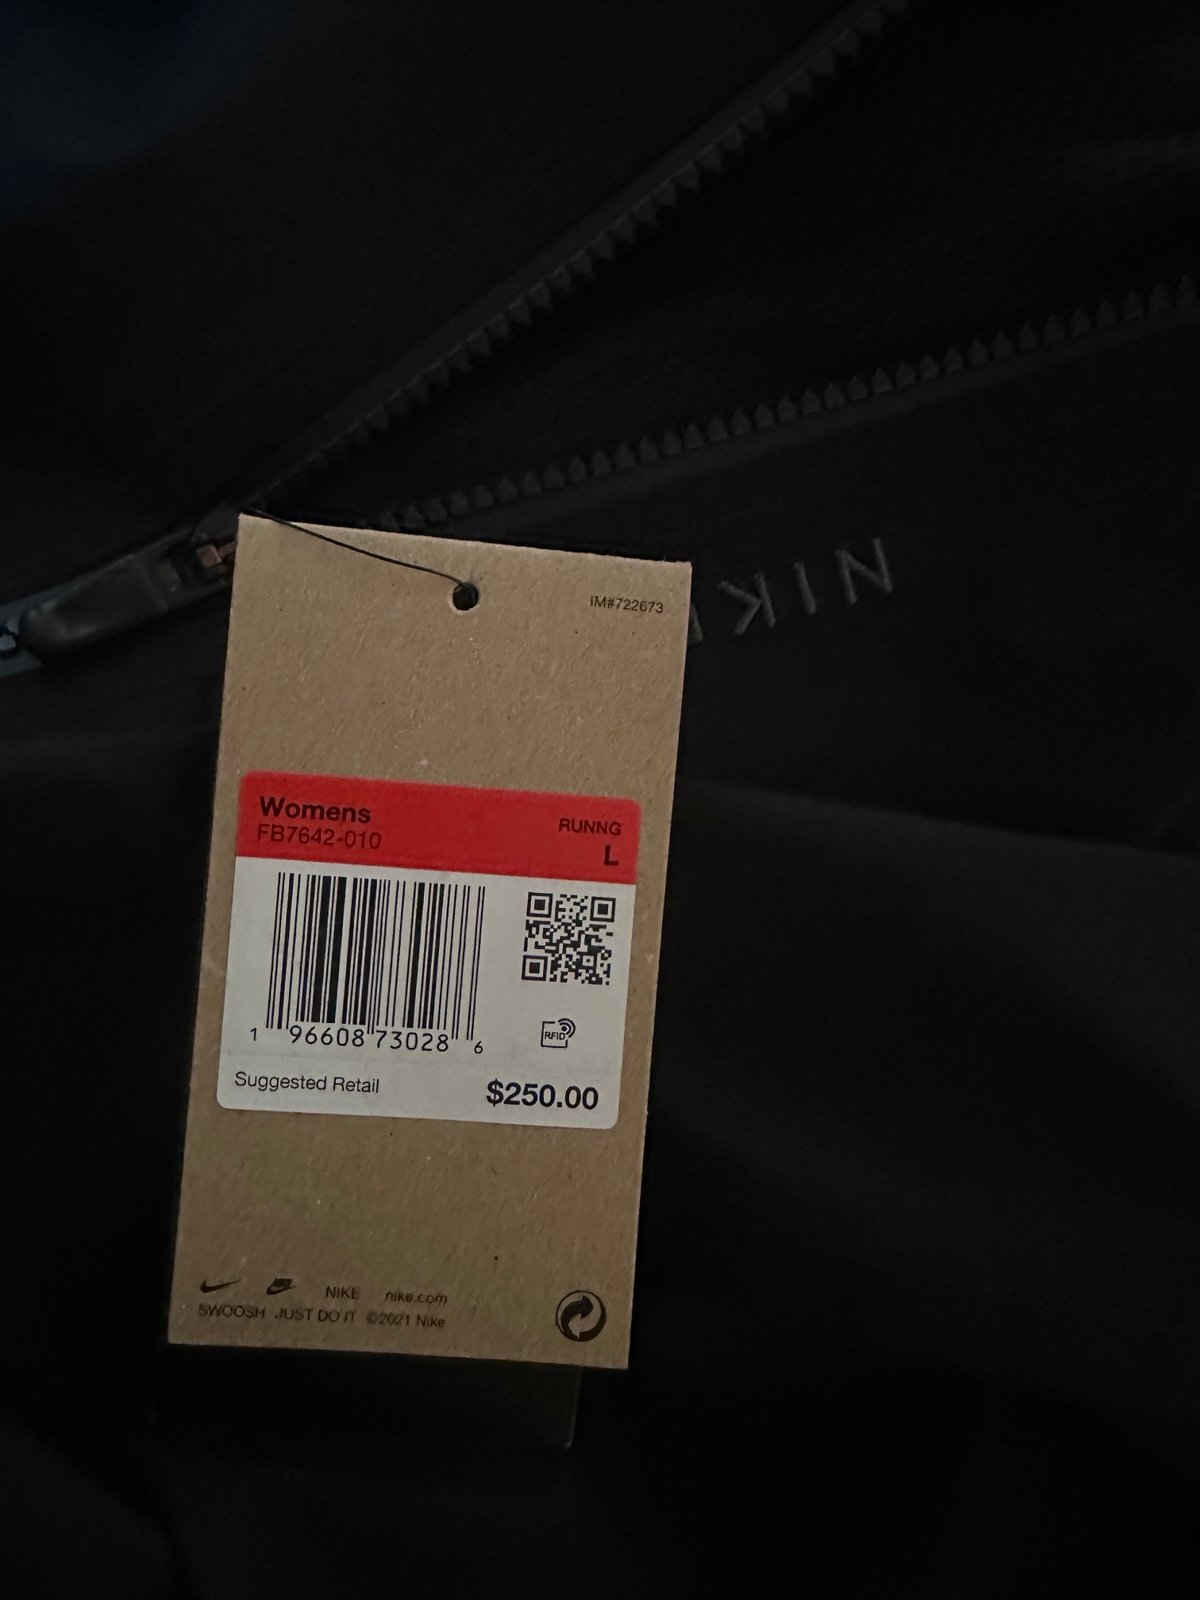 IM#722673
NIK
Womens
RUNNG
FB7642-010
L
1 96608 73028 6
RFID
Suggested Retail
$250.00
NIKE nike.com
SWOOSH JUST DO IT ©2021 Nike